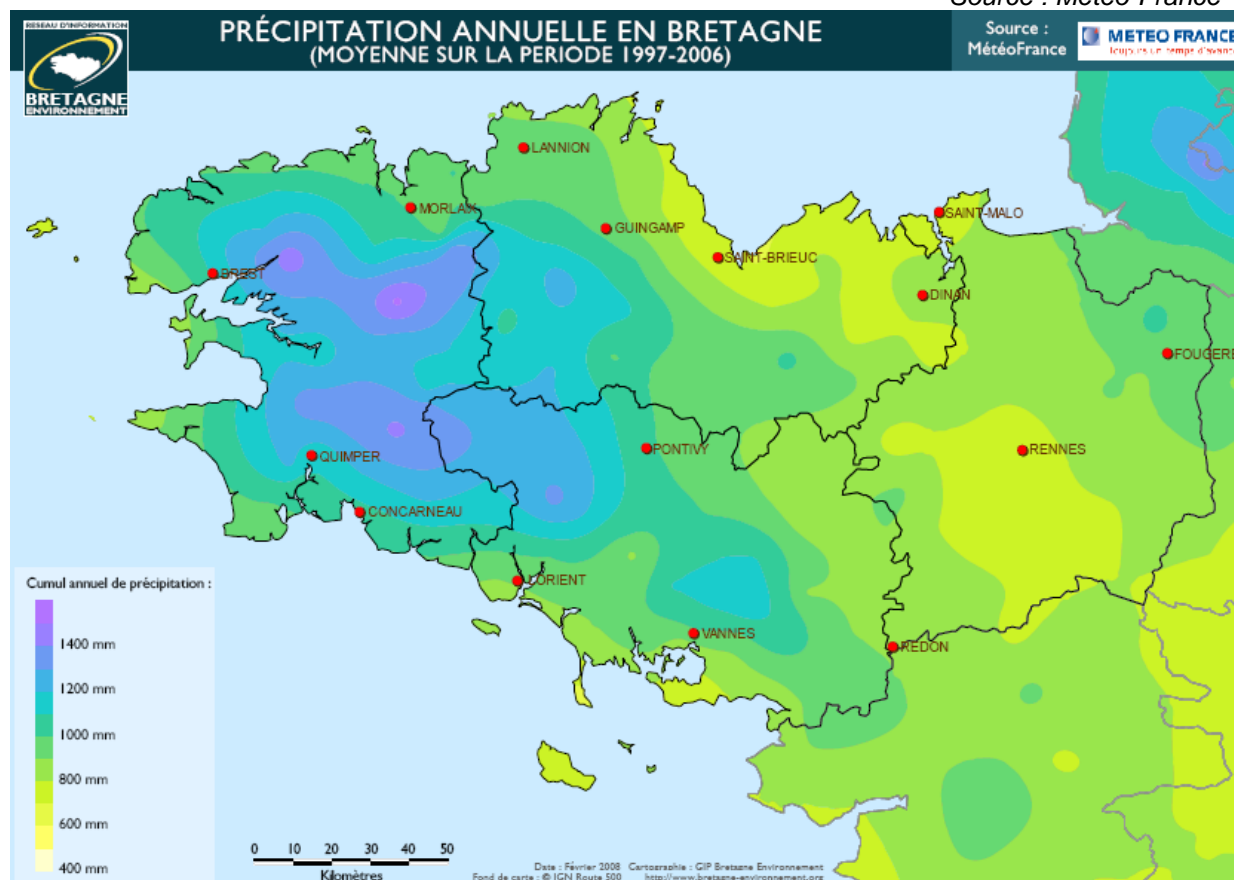 Source : Météo-France
RESEAU D'INFORMATION
BRETAGNE
ENVIRONNEMENT
PRÉCIPITATION ANNUELLE EN BRETAGNE
(MOYENNE SUR LA PERIODE 1997-2006)
Source :
MétéoFrance
METEO FRANCE
Toujours un temps d'avance
LANNION
MORLAIX
SAINT-MALO
GUINGAMP
SAINT-BRIEUC
BREST
DINAN
FOUGERE
PONTIVY
RENNES
QUIMPER
CONCARNEAU
LORIENT
VANNES
REDON
Cumul annuel de précipitation :
1400 mm
1200 mm
1000 mm
800 mm
600 mm
400 mm
0 10 20 30 40 50
Kilomètres
Date : Février 2008 Cartographie : GIP Bretagne Environnement
Fond de carte : © IGN Route 500 http://www.bretagne-environnement.org